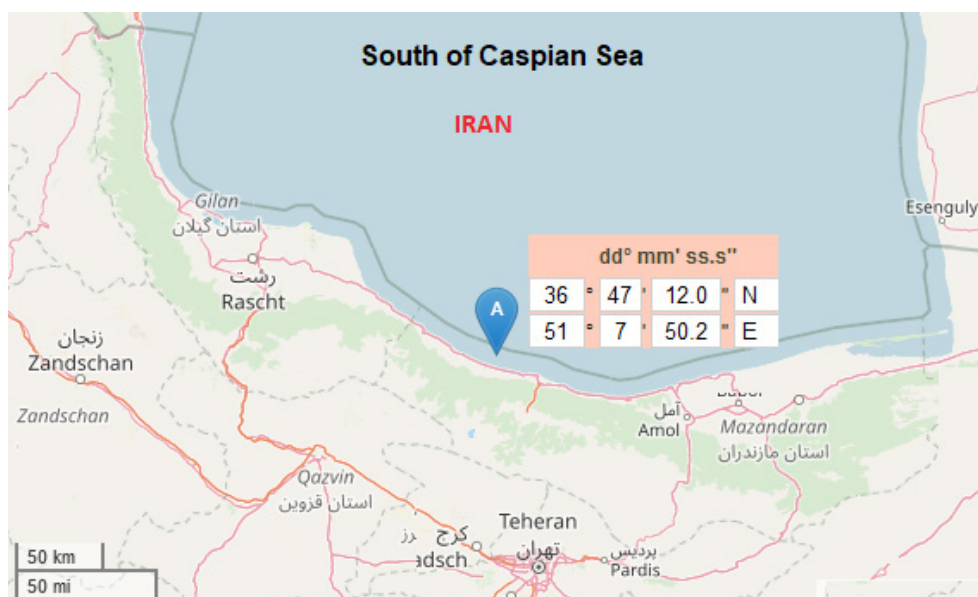 South of Caspian Sea
IRAN
Gilan
استان گیلان
Esenguly
dd° mm' ss.s"
36 ° 47 ' 12.0 " N
51 ° 7 ' 50.2 " E
رشت
Rascht
A
زنجان
Zandschan
Zandschan
آمل
Amol
Mazandaran
استان مازندران
Qazvin
استان قزوین
Teheran
تهران
کرج
رز
adsch
پردیس
Pardis
50 km
50 mi